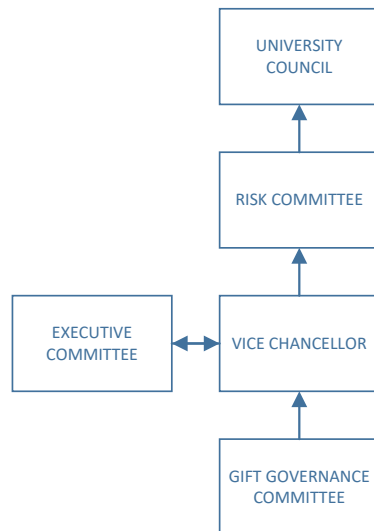 UNIVERSITY
COUNCIL
RISK COMMITTEE
EXECUTIVE
COMMITTEE
VICE CHANCELLOR
GIFT GOVERNANCE
COMMITTEE